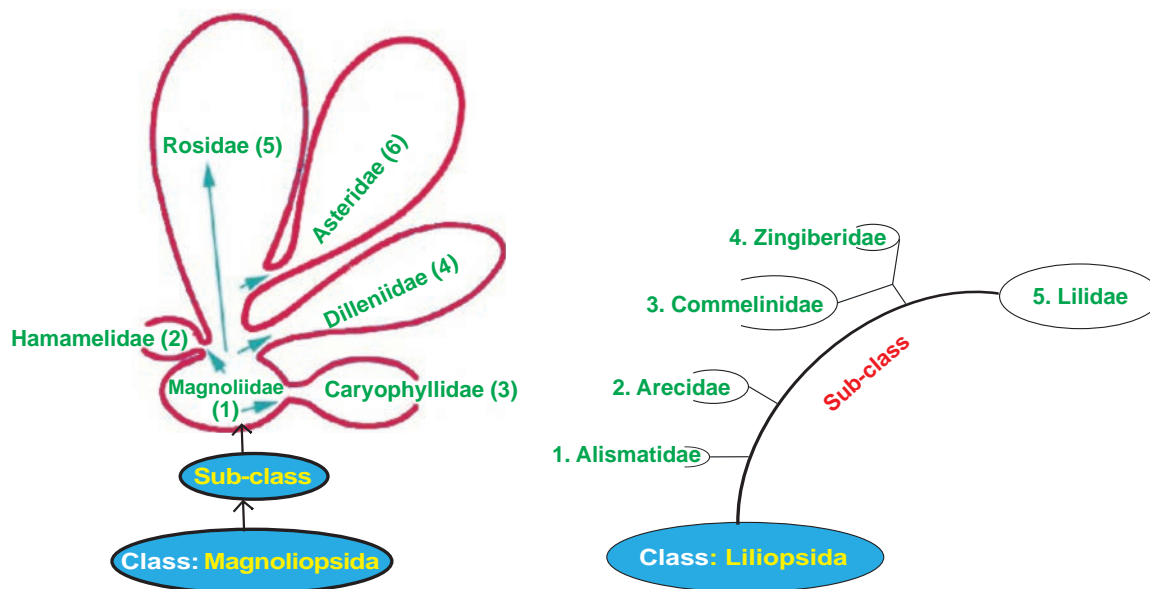 Rosidae (5)
Asteridae (6)
Dilleniidae (4)
Hamamelidae (2)
Magnoliidae
(1)
Caryophyllidae (3)
Sub-class
Class: Magnoliopsida
4. Zingiberidae
3. Commelinidae
5. Lilidae
Sub-class
2. Arecidae
1. Alismatidae
Class: Liliopsida